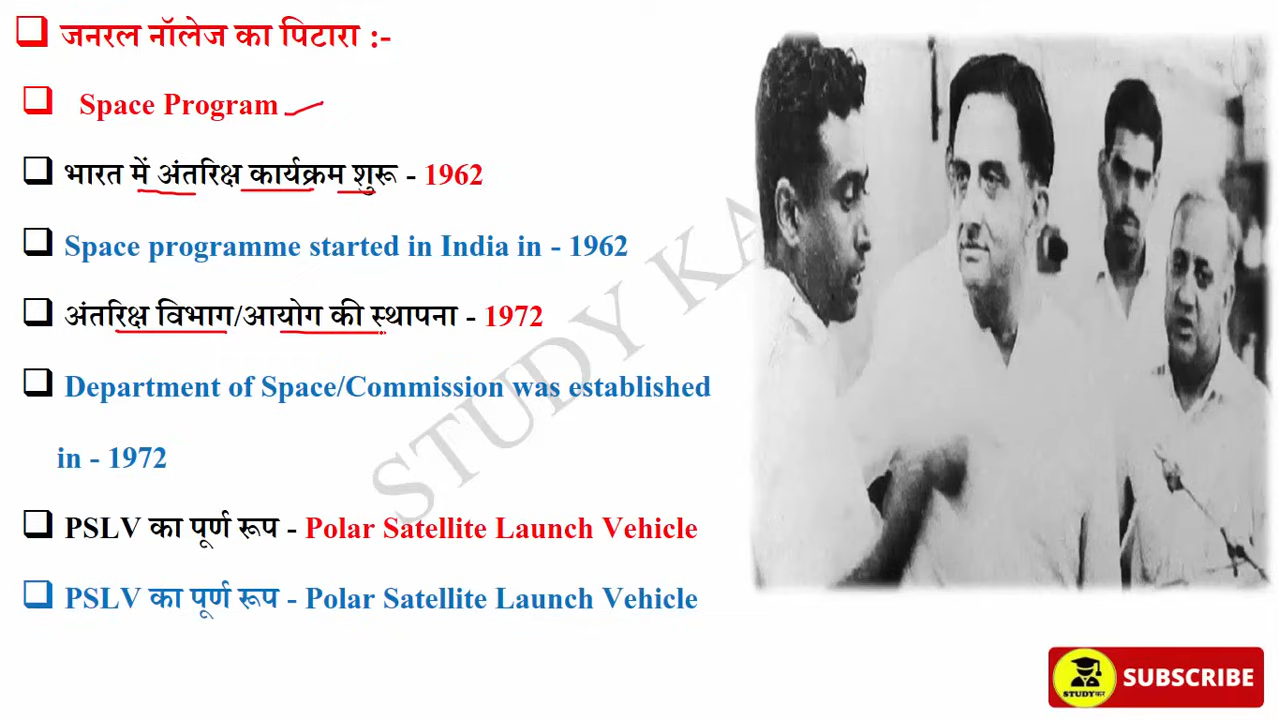 जनरल नॉलेज का पिटारा :-
Space Program
भारत में अंतरिक्ष कार्यक्रम शुरू - 1962
Space programme started in India in - 1962
अंतरिक्ष विभाग/आयोग की स्थापना - 1972
Department of Space/Commission was established
in - 1972
PSLV का पूर्ण रूप - Polar Satellite Launch Vehicle
PSLV का पूर्ण रूप - Polar Satellite Launch Vehicle
STUDY KA
STUDYकर
SUBSCRIBE